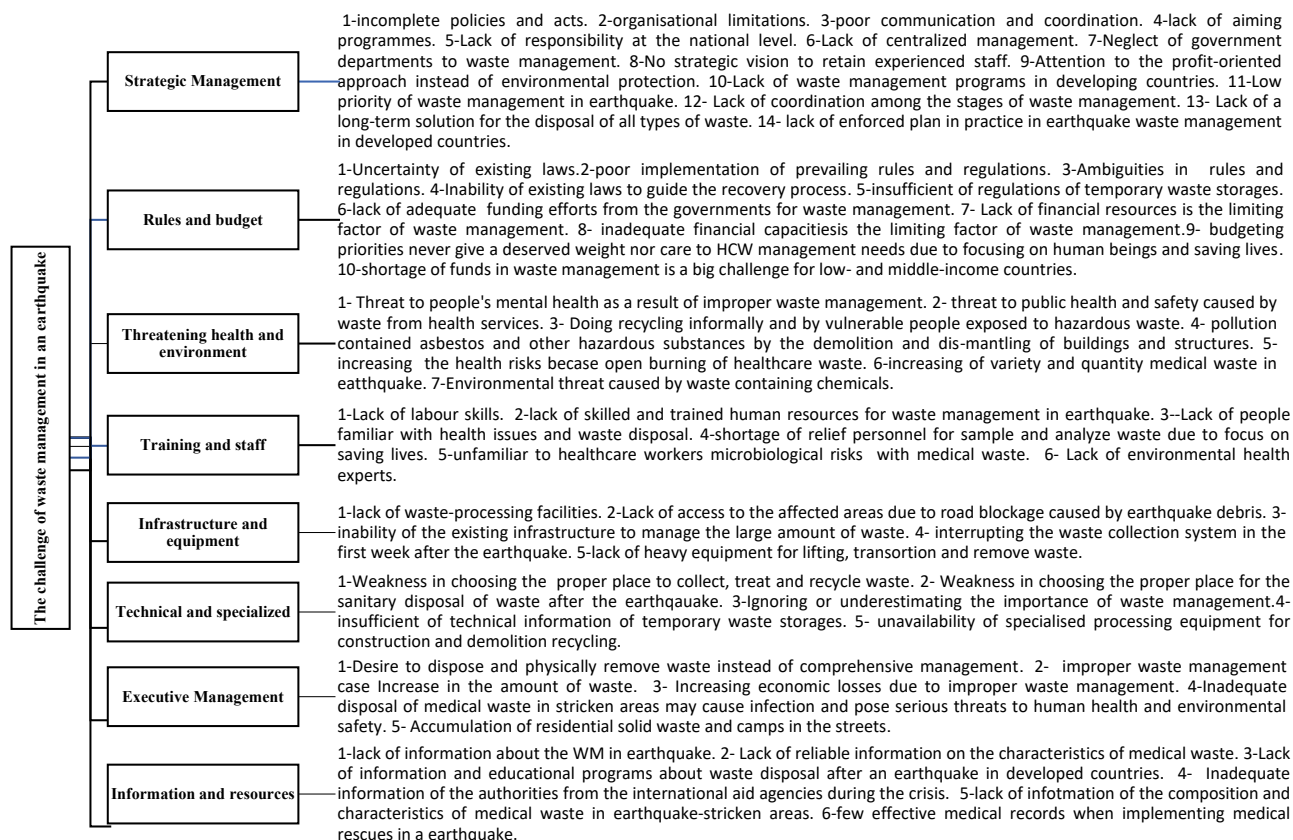 The challenge of waste management in an earthquake
Strategic Management
1-incomplete policies and acts. 2-organisational limitations. 3-poor communication and coordination. 4-lack of aiming
programmes. 5-Lack of responsibility at the national level. 6-Lack of centralized management. 7-Neglect of government
departments to waste management. 8-No strategic vision to retain experienced staff. 9-Attention to the profit-oriented
approach instead of environmental protection. 10-Lack of waste management programs in developing countries. 11-Low
priority of waste management in earthquake. 12- Lack of coordination among the stages of waste management. 13- Lack of a
long-term solution for the disposal of all types of waste. 14- lack of enforced plan in practice in earthquake waste management
in developed countries.
Rules and budget
1-Uncertainty of existing laws.2-poor implementation of prevailing rules and regulations. 3-Ambiguities in rules and
regulations. 4-Inability of existing laws to guide the recovery process. 5-insufficient of regulations of temporary waste storages.
6-lack of adequate funding efforts from the governments for waste management. 7- Lack of financial resources is the limiting
factor of waste management. 8- inadequate financial capacitiesis the limiting factor of waste management.9- budgeting
priorities never give a deserved weight nor care to HCW management needs due to focusing on human beings and saving lives.
10-shortage of funds in waste management is a big challenge for low- and middle-income countries.
Threatening health and
environment
1- Threat to people's mental health as a result of improper waste management. 2- threat to public health and safety caused by
waste from health services. 3- Doing recycling informally and by vulnerable people exposed to hazardous waste. 4- pollution
contained asbestos and other hazardous substances by the demolition and dis-mantling of buildings and structures. 5-
increasing the health risks becase open burning of healthcare waste. 6-increasing of variety and quantity medical waste in
eatthquake. 7-Environmental threat caused by waste containing chemicals.
Training and staff
1-Lack of labour skills. 2-lack of skilled and trained human resources for waste management in earthquake. 3--Lack of people
familiar with health issues and waste disposal. 4-shortage of relief personnel for sample and analyze waste due to focus on
saving lives. 5-unfamiliar to healthcare workers microbiological risks with medical waste. 6- Lack of environmental health
experts.
Infrastructure and
equipment
1-lack of waste-processing facilities. 2-Lack of access to the affected areas due to road blockage caused by earthquake debris. 3-
inability of the existing infrastructure to manage the large amount of waste. 4- interrupting the waste collection system in the
first week after the earthquake. 5-lack of heavy equipment for lifting, transortion and remove waste.
Technical and specialized
1-Weakness in choosing the proper place to collect, treat and recycle waste. 2- Weakness in choosing the proper place for the
sanitary disposal of waste after the earthqauake. 3-Ignoring or underestimating the importance of waste management.4-
insufficient of technical information of temporary waste storages. 5- unavailability of specialised processing equipment for
construction and demolition recycling.
Executive Management
1-Desire to dispose and physically remove waste instead of comprehensive management. 2- improper waste management
case Increase in the amount of waste. 3- Increasing economic losses due to improper waste management. 4-Inadequate
disposal of medical waste in stricken areas may cause infection and pose serious threats to human health and environmental
safety. 5- Accumulation of residential solid waste and camps in the streets.
Information and resources
1-lack of information about the WM in earthquake. 2- Lack of reliable information on the characteristics of medical waste. 3-Lack
of information and educational programs about waste disposal after an earthquake in developed countries. 4- Inadequate
information of the authorities from the international aid agencies during the crisis. 5-lack of infotmation of the composition and
characteristics of medical waste in earthquake-stricken areas. 6-few effective medical records when implementing medical
rescues in a earthquake.